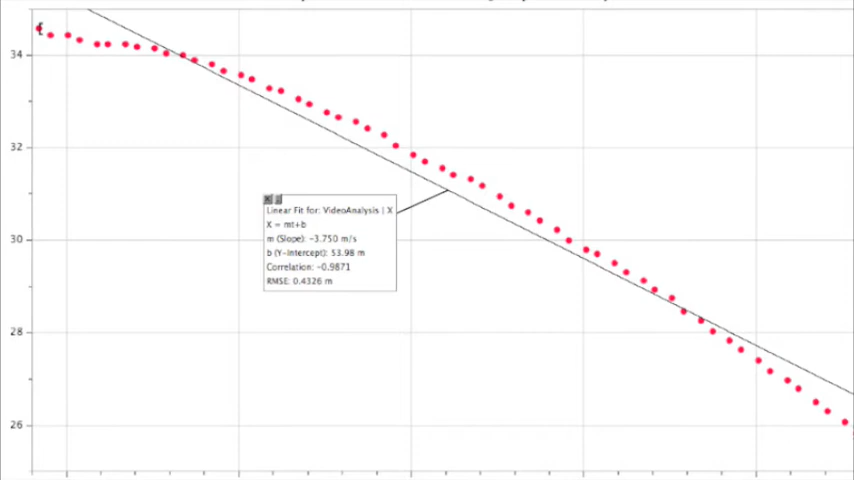 34
32
Linear Fit for: VideoAnalysis | X
X = mt+b
m (Slope): -3.750 m/s
b (Y-Intercept): 53.98 m
Correlation: -0.9871
RMSE: 0.4326 m
30
28
26